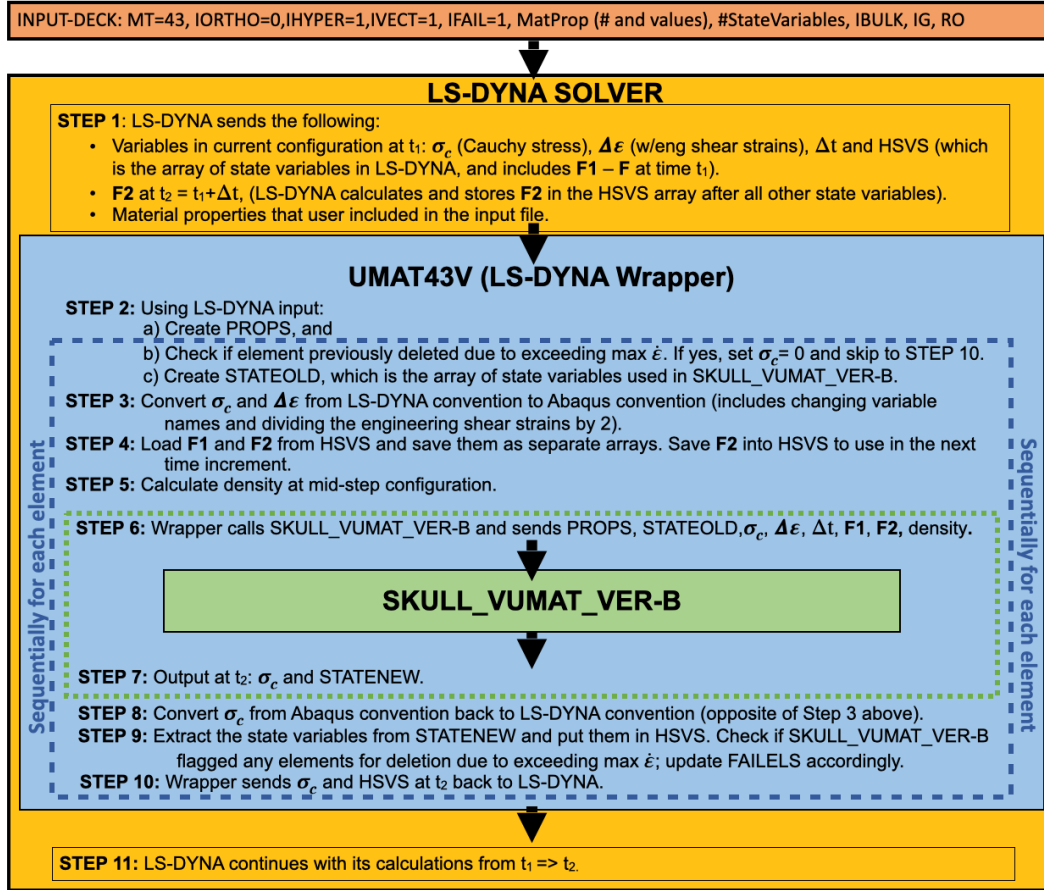 INPUT-DECK: MT=43, IORTHO=0,IHYPER=1,IVECT=1, IFAIL=1, MatProp (# and values), #StateVariables, IBULK, IG, RO
LS-DYNA SOLVER
STEP 1: LS-DYNA sends the following:
• Variables in current configuration at t₁: σ_c (Cauchy stress), Δε (w/eng shear strains), Δt and HSVS (which
is the array of state variables in LS-DYNA, and includes F1 – F at time t₁).
• F2 at t₂ = t₁+Δt, (LS-DYNA calculates and stores F2 in the HSVS array after all other state variables).
• Material properties that user included in the input file.
UMAT43V (LS-DYNA Wrapper)
STEP 2: Using LS-DYNA input:
a) Create PROPS, and
b) Check if element previously deleted due to exceeding max ε̇. If yes, set σ_c= 0 and skip to STEP 10.
c) Create STATEOLD, which is the array of state variables used in SKULL_VUMAT_VER-B.
STEP 3: Convert σ_c and Δε from LS-DYNA convention to Abaqus convention (includes changing variable
names and dividing the engineering shear strains by 2).
STEP 4: Load F1 and F2 from HSVS and save them as separate arrays. Save F2 into HSVS to use in the next
time increment.
STEP 5: Calculate density at mid-step configuration.
STEP 6: Wrapper calls SKULL_VUMAT_VER-B and sends PROPS, STATEOLD,σ_c, Δε, Δt, F1, F2, density.
SKULL_VUMAT_VER-B
STEP 7: Output at t₂: σ_c and STATENEW.
STEP 8: Convert σ_c from Abaqus convention back to LS-DYNA convention (opposite of Step 3 above).
STEP 9: Extract the state variables from STATENEW and put them in HSVS. Check if SKULL_VUMAT_VER-B
flagged any elements for deletion due to exceeding max ε̇; update FAILELS accordingly.
STEP 10: Wrapper sends σ_c and HSVS at t₂ back to LS-DYNA.
Sequentially for each element
Sequentially for each element
STEP 11: LS-DYNA continues with its calculations from t₁ => t₂.